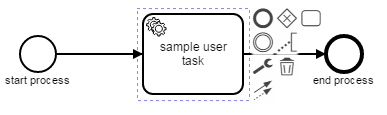 sample user
task
start process
end process